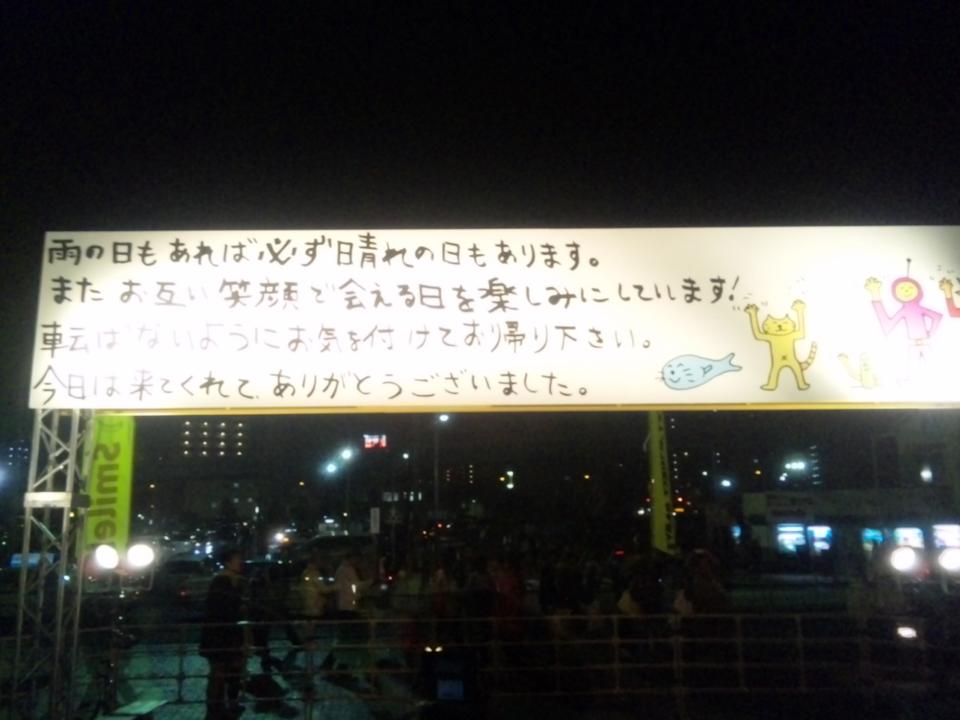 雨の日もあれば必ず晴れの日もあります。
また お互い笑顔で会える日を楽しみにしています!
車云ばないようにお気を付けてお帰り下さい。
今日は来てくれて、ありがとうございました。
smile